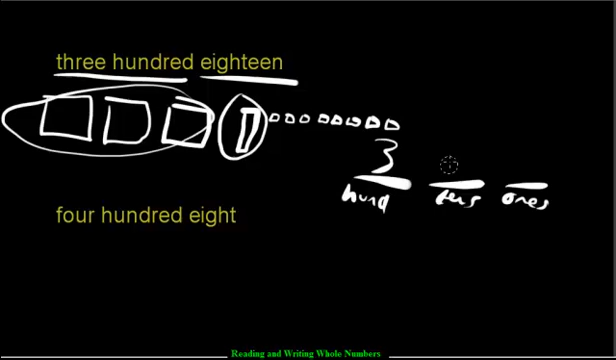 three hundred eighteen
3
hund tens ones
four hundred eight
Reading and Writing Whole Numbers